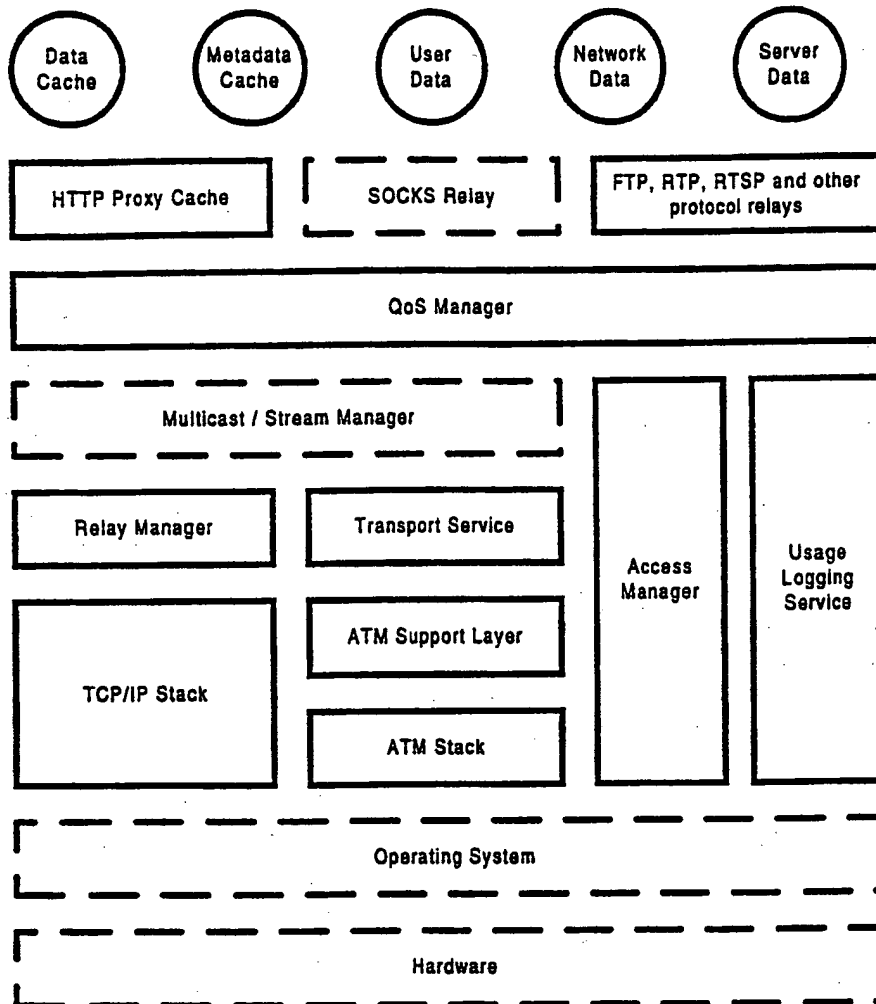 Data
Cache
Metadata
Cache
User
Data
Network
Data
Server
Data
HTTP Proxy Cache
SOCKS Relay
FTP, RTP, RTSP and other
protocol relays
QoS Manager
Multicast / Stream Manager
Relay Manager
Transport Service
Access
Manager
Usage
Logging
Service
ATM Support Layer
TCP/IP Stack
ATM Stack
Operating System
Hardware